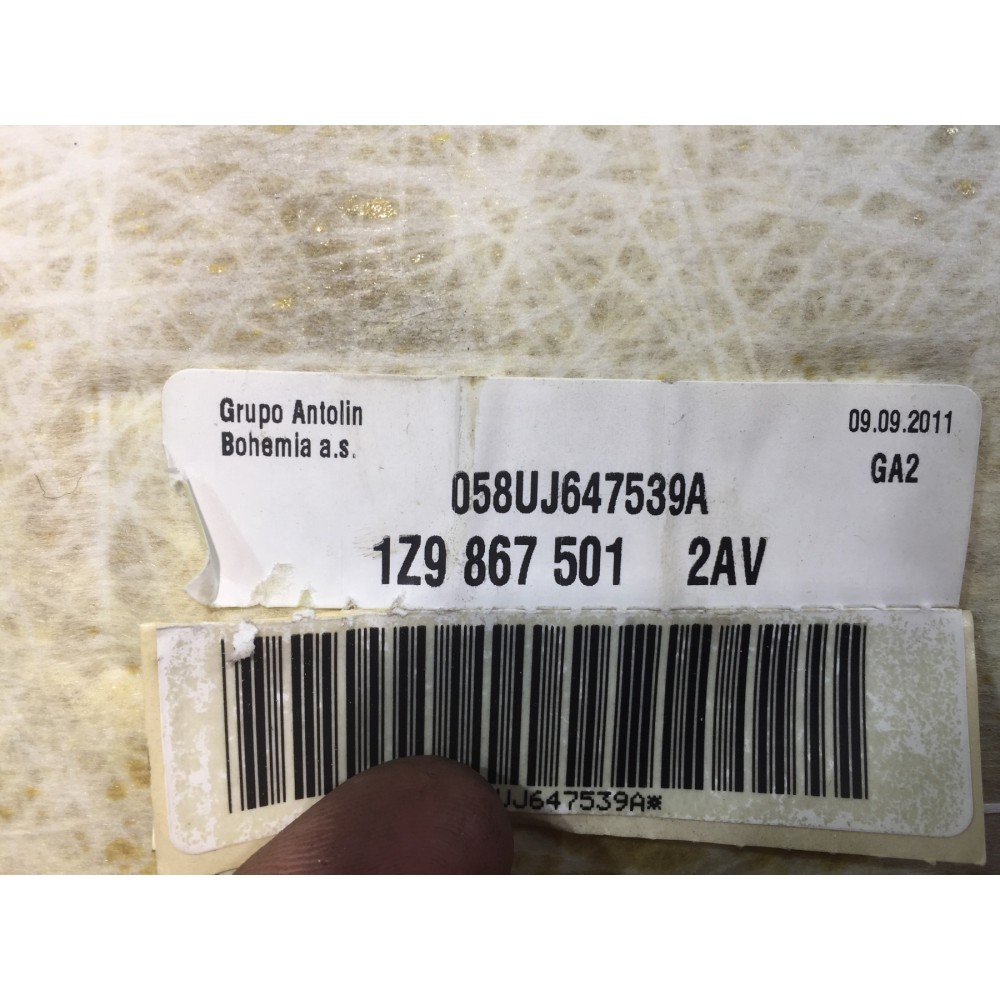 Grupo Antolin
Bohemia a.s.
09.09.2011
GA2
058UJ647539A
1Z9 867 501 2AV
UJ647539A*